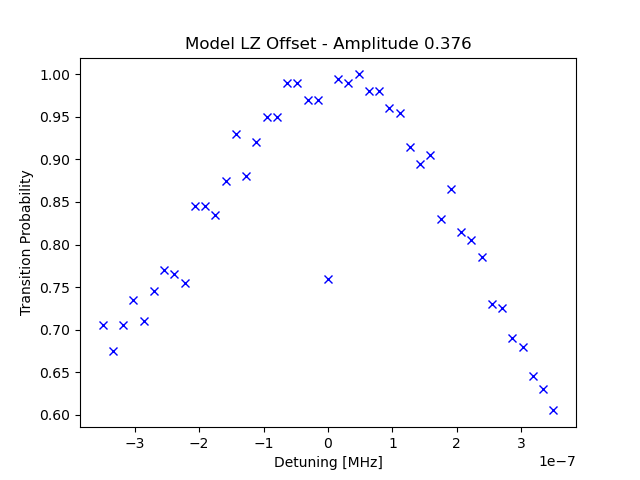 Model LZ Offset - Amplitude 0.376
1.00
0.95
0.90
0.85
0.80
0.75
0.70
0.65
0.60
Transition Probability
−3 −2 −1 0 1 2 3
1e−7
Detuning [MHz]